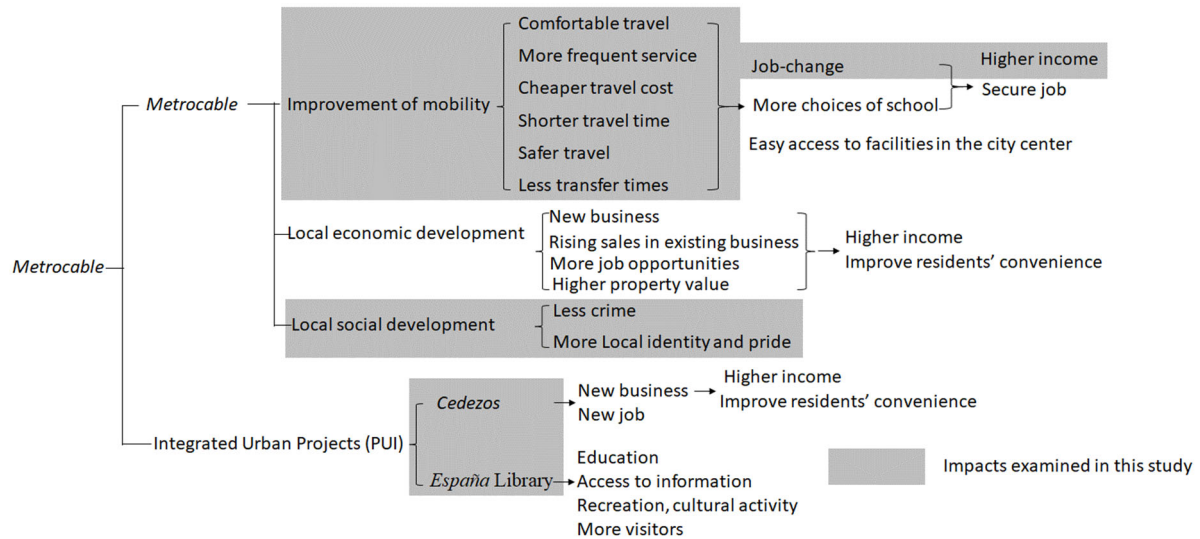 Metrocable
Metrocable
Improvement of mobility
Comfortable travel
More frequent service
Cheaper travel cost
Shorter travel time
Safer travel
Less transfer times
Job-change
More choices of school
Higher income
Secure job
Easy access to facilities in the city center
Local economic development
New business
Rising sales in existing business
More job opportunities
Higher property value
Higher income
Improve residents' convenience
Local social development
Less crime
More Local identity and pride
Integrated Urban Projects (PUI)
Cedezos
New business
New job
Higher income
Improve residents' convenience
España Library
Education
Access to information
Recreation, cultural activity
More visitors
Impacts examined in this study